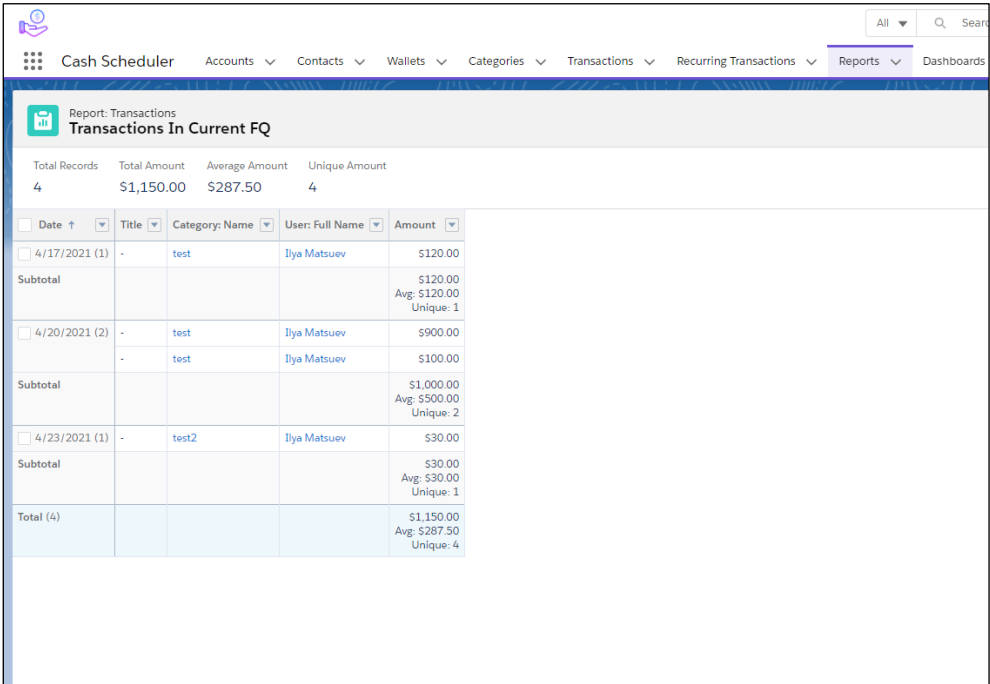 $
All
Cash Scheduler Accounts Contacts Wallets Categories Transactions Recurring Transactions Reports Dashboards
Report: Transactions
Transactions In Current FQ
Total Records Total Amount Average Amount Unique Amount
4 $1,150.00 $287.50 4
Date ↑ Title Category: Name User: Full Name Amount
4/17/2021 (1) - test Ilya Matsuev $120.00
Subtotal $120.00
Avg: $120.00
Unique: 1
4/20/2021 (2) - test Ilya Matsuev $900.00
- test Ilya Matsuev $100.00
Subtotal $1,000.00
Avg: $500.00
Unique: 2
4/23/2021 (1) - test2 Ilya Matsuev $30.00
Subtotal $30.00
Avg: $30.00
Unique: 1
Total (4) $1,150.00
Avg: $287.50
Unique: 4